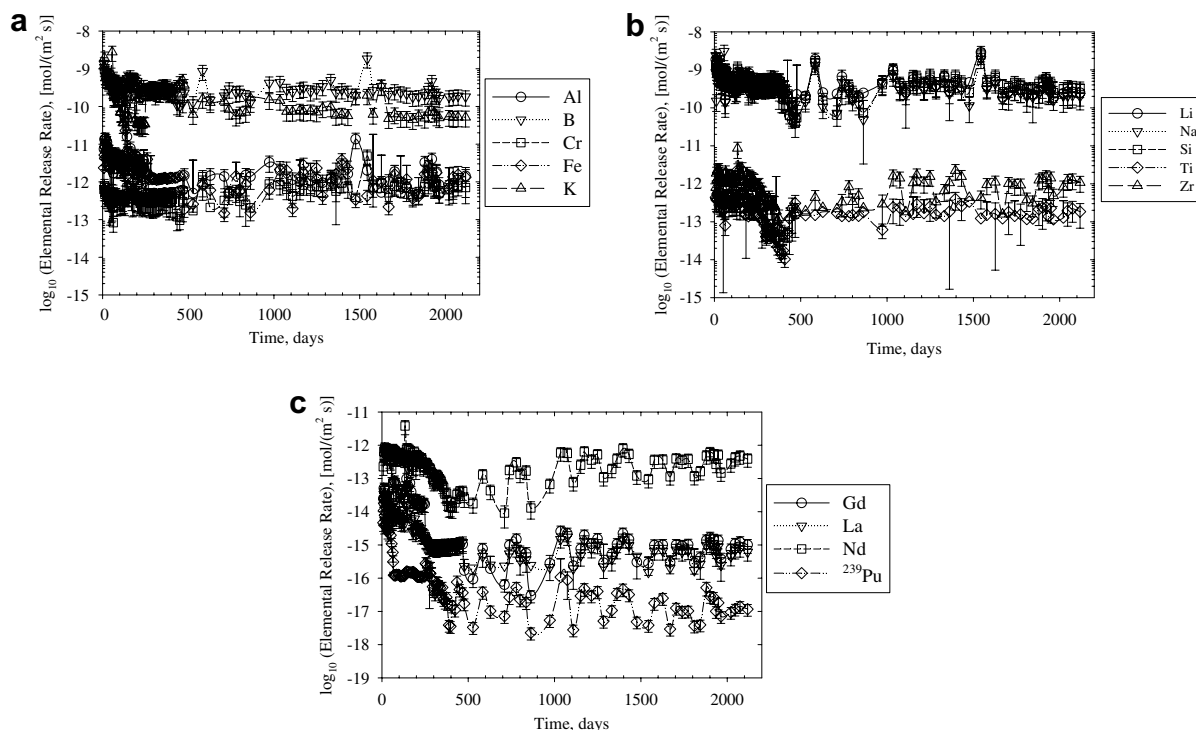 a
log10 (Elemental Release Rate), [mol/(m2 s)]
-8
-9
-10
-11
-12
-13
-14
-15
0
500
1000
1500
2000
Time, days
Al
B
Cr
Fe
K
b
log10 (Elemental Release Rate), [mol/(m2 s)]
-8
-9
-10
-11
-12
-13
-14
-15
0
500
1000
1500
2000
Time, days
Li
Na
Si
Ti
Zr
c
log10 (Elemental Release Rate), [mol/(m2 s)]
-11
-12
-13
-14
-15
-16
-17
-18
-19
0
500
1000
1500
2000
Time, days
Gd
La
Nd
239Pu